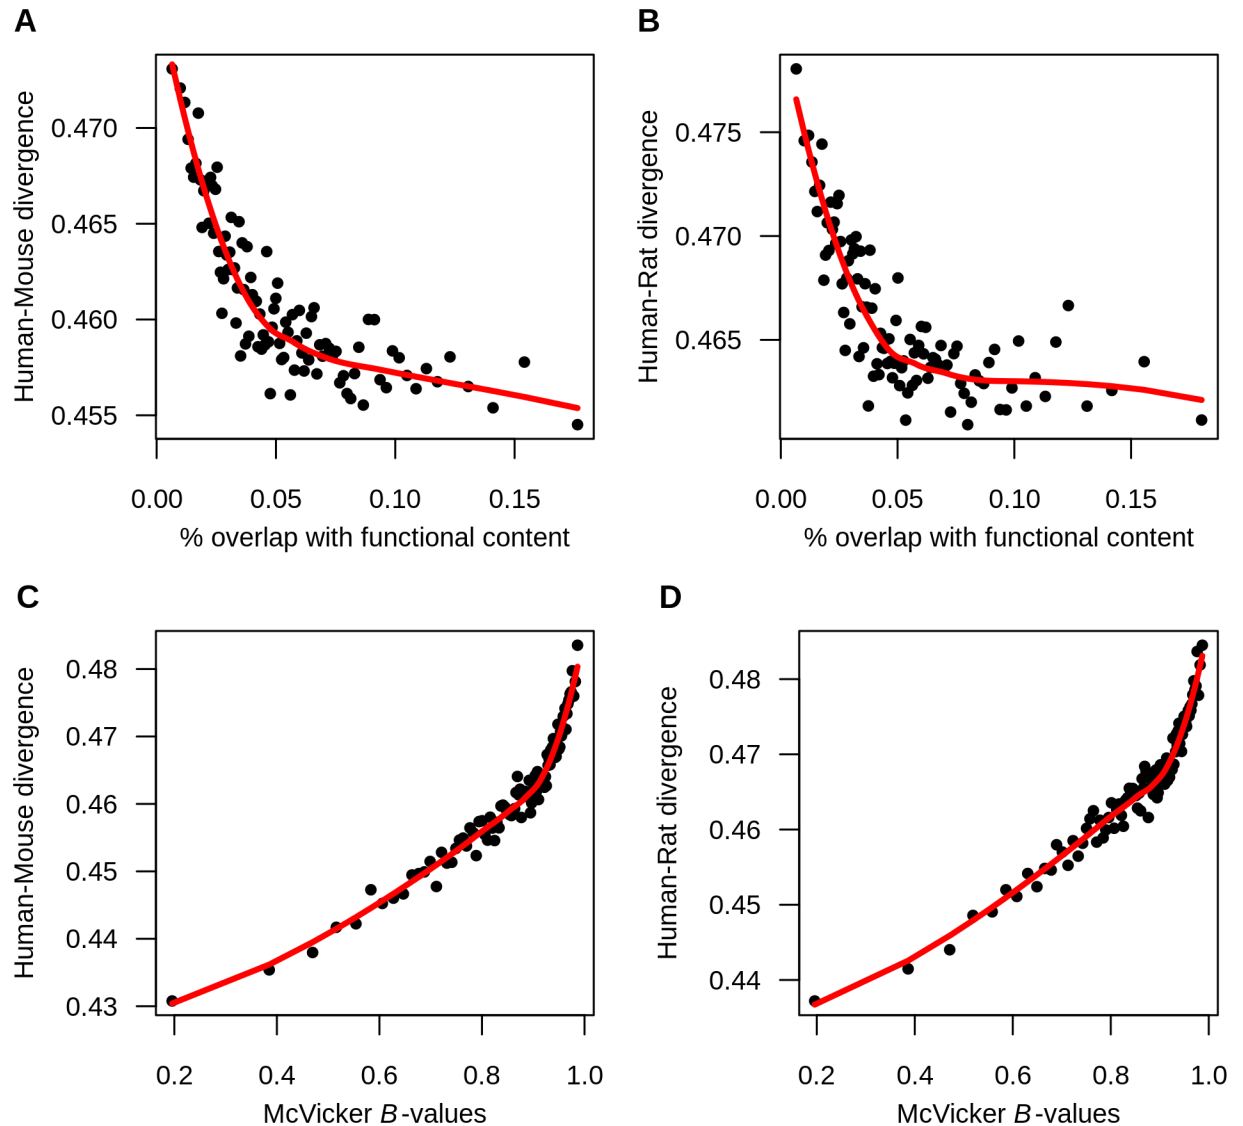 A
Human-Mouse divergence
0.470
0.465
0.460
0.455
0.00 0.05 0.10 0.15
% overlap with functional content
B
Human-Rat divergence
0.475
0.470
0.465
0.00 0.05 0.10 0.15
% overlap with functional content
C
Human-Mouse divergence
0.48
0.47
0.46
0.45
0.44
0.43
0.2 0.4 0.6 0.8 1.0
McVicker B-values
D
Human-Rat divergence
0.48
0.47
0.46
0.45
0.44
0.2 0.4 0.6 0.8 1.0
McVicker B-values